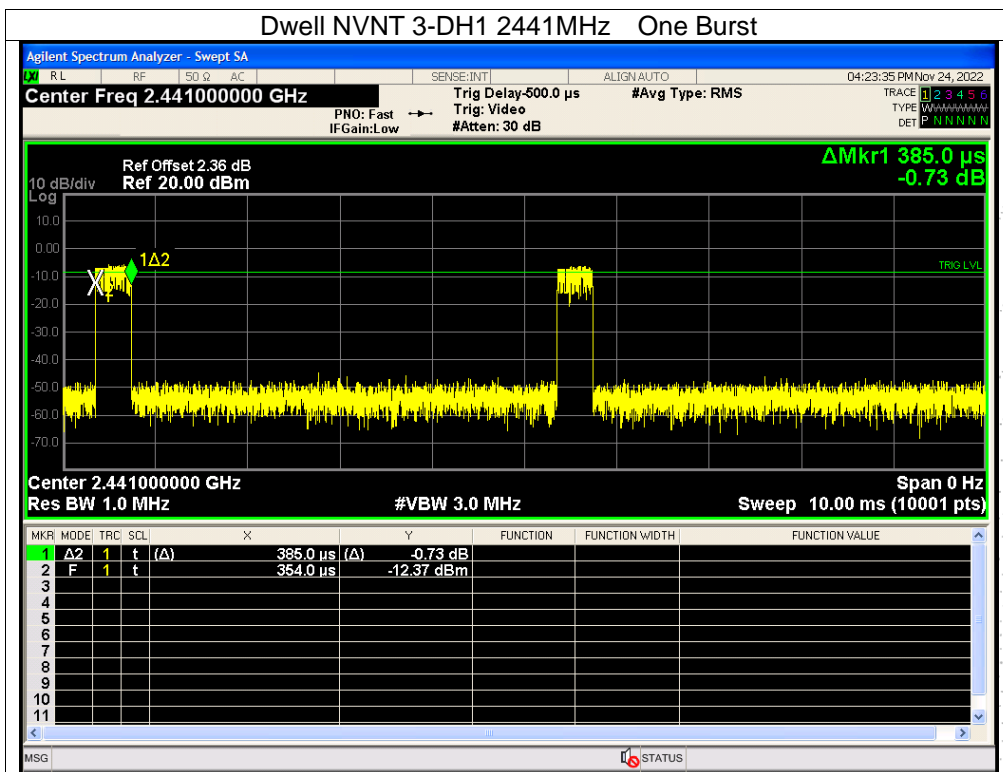 Dwell NVNT 3-DH1 2441MHz One Burst
Agilent Spectrum Analyzer - Swept SA
LXI RL RF 50 Ω AC SENSE:INT ALIGN AUTO 04:23:35 PM Nov 24, 2022
Center Freq 2.441000000 GHz
Trig Delay-500.0 µs #Avg Type: RMS TRACE 1 2 3 4 5 6
PNO: Fast Trig: Video TYPE WWWWWW
IFGain:Low #Atten: 30 dB DET P N N N N N
ΔMkr1 385.0 µs
-0.73 dB
Ref Offset 2.36 dB
10 dB/div Ref 20.00 dBm
Log
10.0
0.00
1Δ2
TRIG LVL
-10.0
2
-20.0
-30.0
-40.0
-50.0
-60.0
-70.0
Center 2.441000000 GHz Span 0 Hz
Res BW 1.0 MHz #VBW 3.0 MHz Sweep 10.00 ms (10001 pts)
MKR MODE TRC SCL X Y FUNCTION FUNCTION WIDTH FUNCTION VALUE
1 Δ2 1 t (Δ) 385.0 µs (Δ) -0.73 dB
2 F 1 t 354.0 µs -12.37 dBm
3
4
5
6
7
8
9
10
11
MSG STATUS